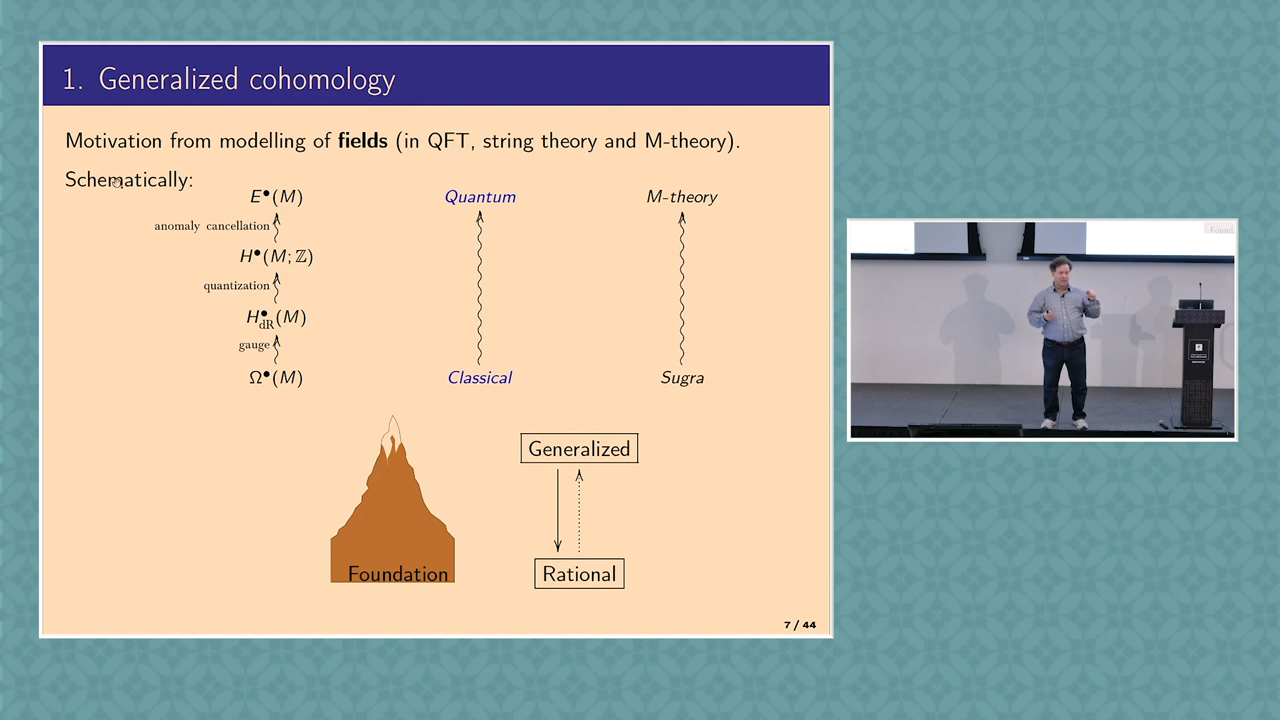 1. Generalized cohomology
Motivation from modelling of fields (in QFT, string theory and M-theory).
Schematically:
E•(M) Quantum M-theory
anomaly cancellation
H•(M; ℤ)
quantization
H•dR(M)
gauge
Ω•(M) Classical Sugra
Generalized
Foundation Rational
7 / 44
Found